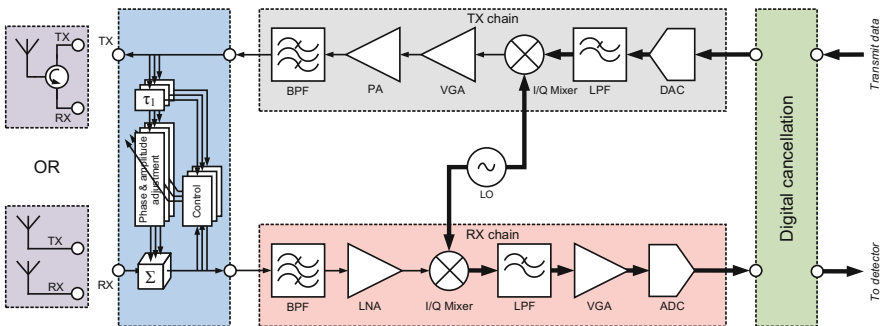 TX
RX
OR
TX
RX
TX
τ1
Phase & amplitude
adjustment
Control
Σ
RX
TX chain
BPF
PA
VGA
I/Q Mixer
LPF
DAC
LO
RX chain
BPF
LNA
I/Q Mixer
LPF
VGA
ADC
Digital cancellation
Transmit data
To detector